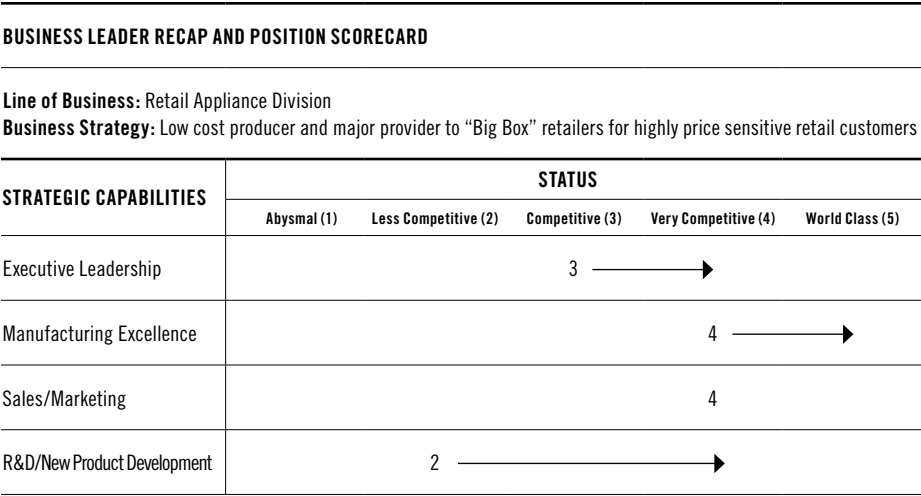 BUSINESS LEADER RECAP AND POSITION SCORECARD
Line of Business: Retail Appliance Division
Business Strategy: Low cost producer and major provider to “Big Box” retailers for highly price sensitive retail customers
STRATEGIC CAPABILITIES
STATUS
Abysmal (1) Less Competitive (2) Competitive (3) Very Competitive (4) World Class (5)
Executive Leadership 3
Manufacturing Excellence 4
Sales/Marketing 4
R&D/New Product Development 2